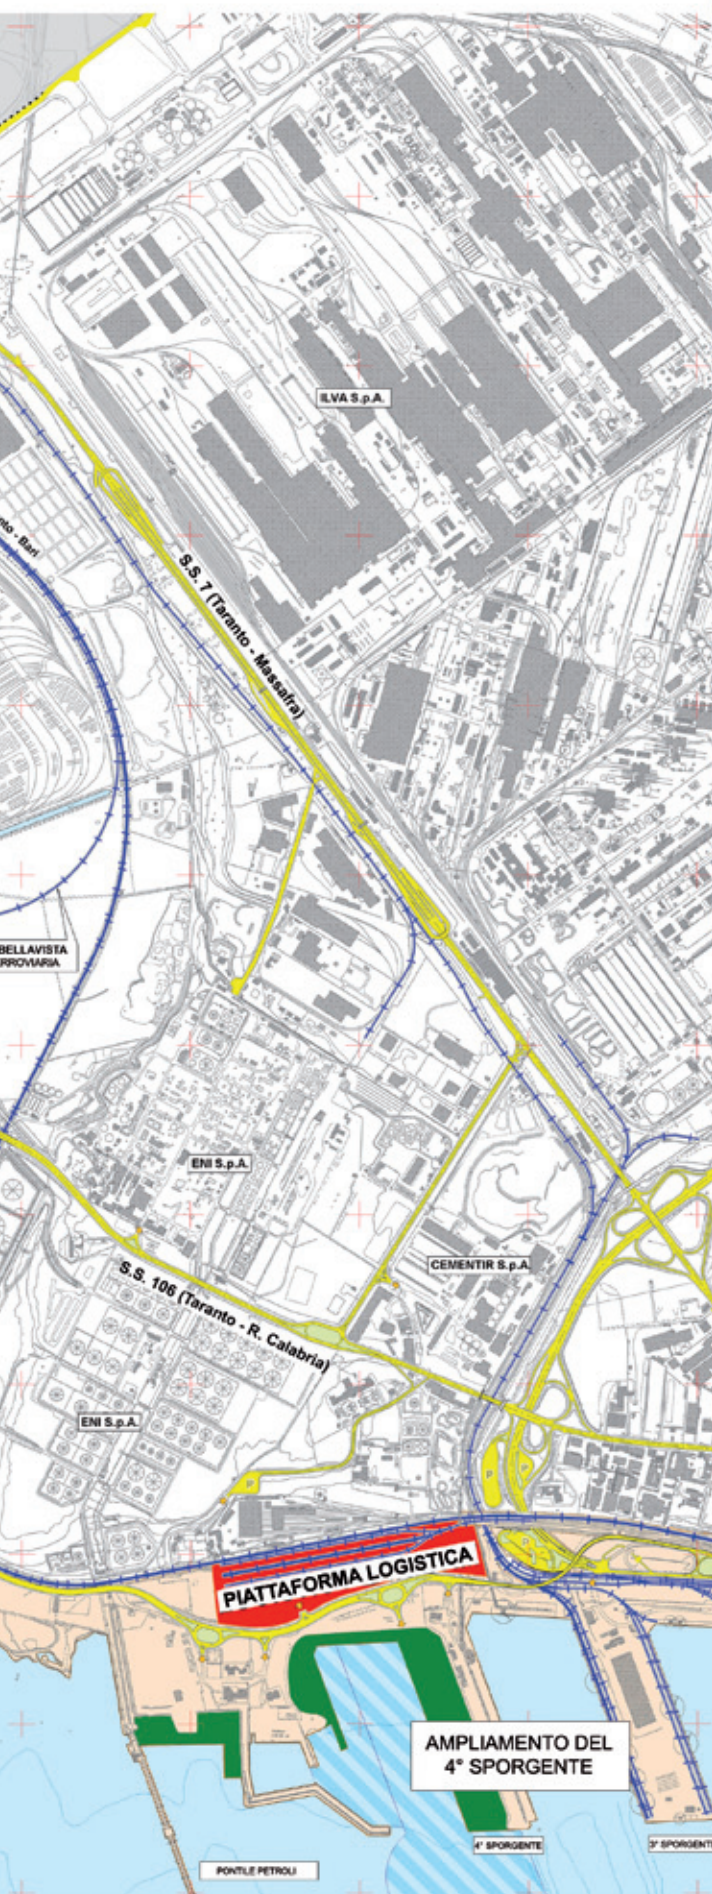 ILVA S.p.A.
nto - Bari
S.S. 7 (Taranto - Massafra)
BELLAVISTA
RROVIARIA
ENI S.p.A.
CEMENTIR S.p.A.
S.S. 106 (Taranto - R. Calabria)
ENI S.p.A.
P
P
P
P
PIATTAFORMA LOGISTICA
AMPLIAMENTO DEL
4° SPORGENTE
4° SPORGENTE
3° SPORGENTE
PONTILE PETROLI